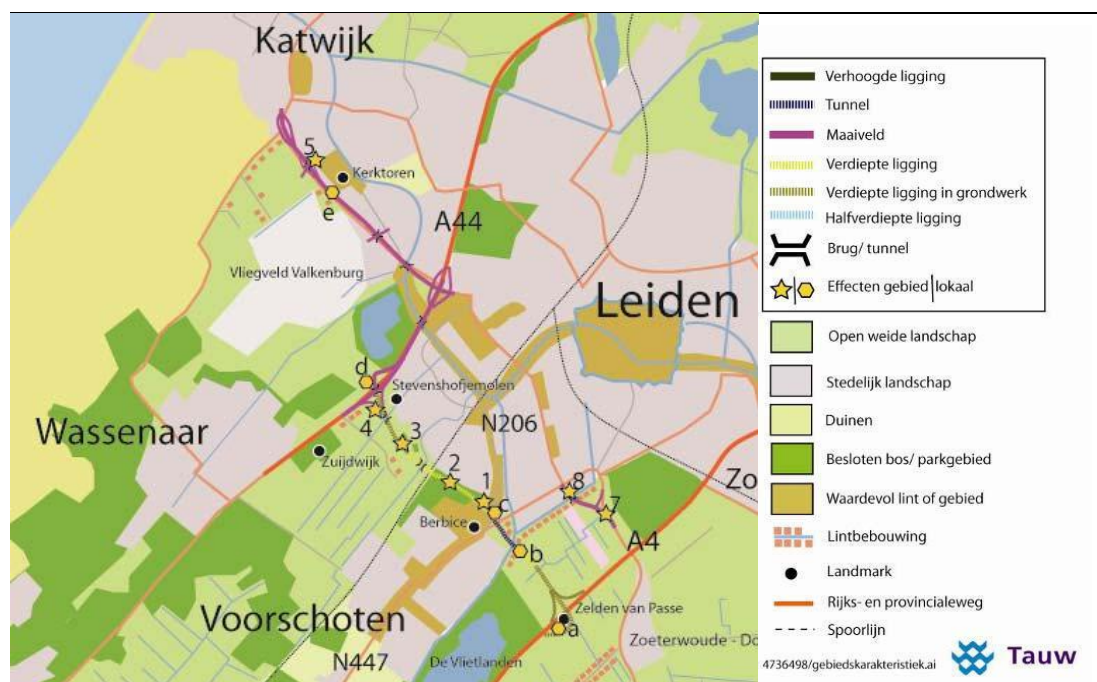 Katwijk
5
Kerktoren
e
A44
Vliegveld Valkenburg
Leiden
d
Stevenshofjemolen
Wassenaar
4
3
N206
Zuijdwijk
2
1
8
Zo
c
7
Berbice
A4
b
Voorschoten
Zelden van Passe
a
Zoeterwoude - Do
N447
De Vlietlanden
Verhoogde ligging
Tunnel
Maaiveld
Verdiepte ligging
Verdiepte ligging in grondwerk
Halfverdiepte ligging
Brug/ tunnel
Effecten gebied | lokaal
Open weide landschap
Stedelijk landschap
Duinen
Besloten bos/ parkgebied
Waardevol lint of gebied
Lintbebouwing
Landmark
Rijks- en provincialeweg
Spoorlijn
4736498/gebiedskarakteristiek.ai
Tauw